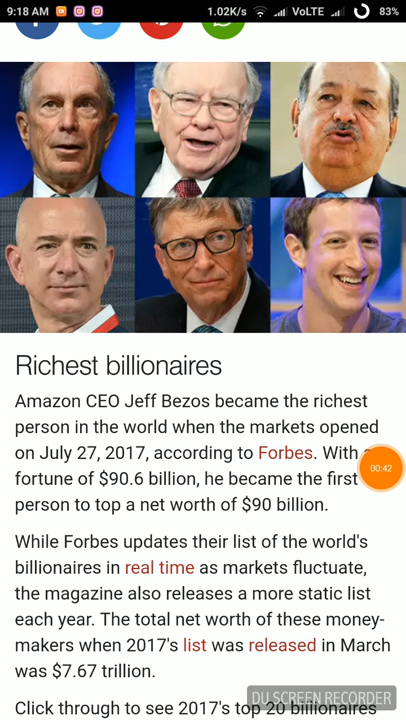 9:18 AM 1.02K/s VoLTE 83%
Richest billionaires
Amazon CEO Jeff Bezos became the richest
person in the world when the markets opened
on July 27, 2017, according to Forbes. With
fortune of $90.6 billion, he became the first
00:42
person to top a net worth of $90 billion.
While Forbes updates their list of the world's
billionaires in real time as markets fluctuate,
the magazine also releases a more static list
each year. The total net worth of these money-
makers when 2017's list was released in March
was $7.67 trillion.
DU SCREEN RECORDER
Click through to see 2017's top 20 billionaires